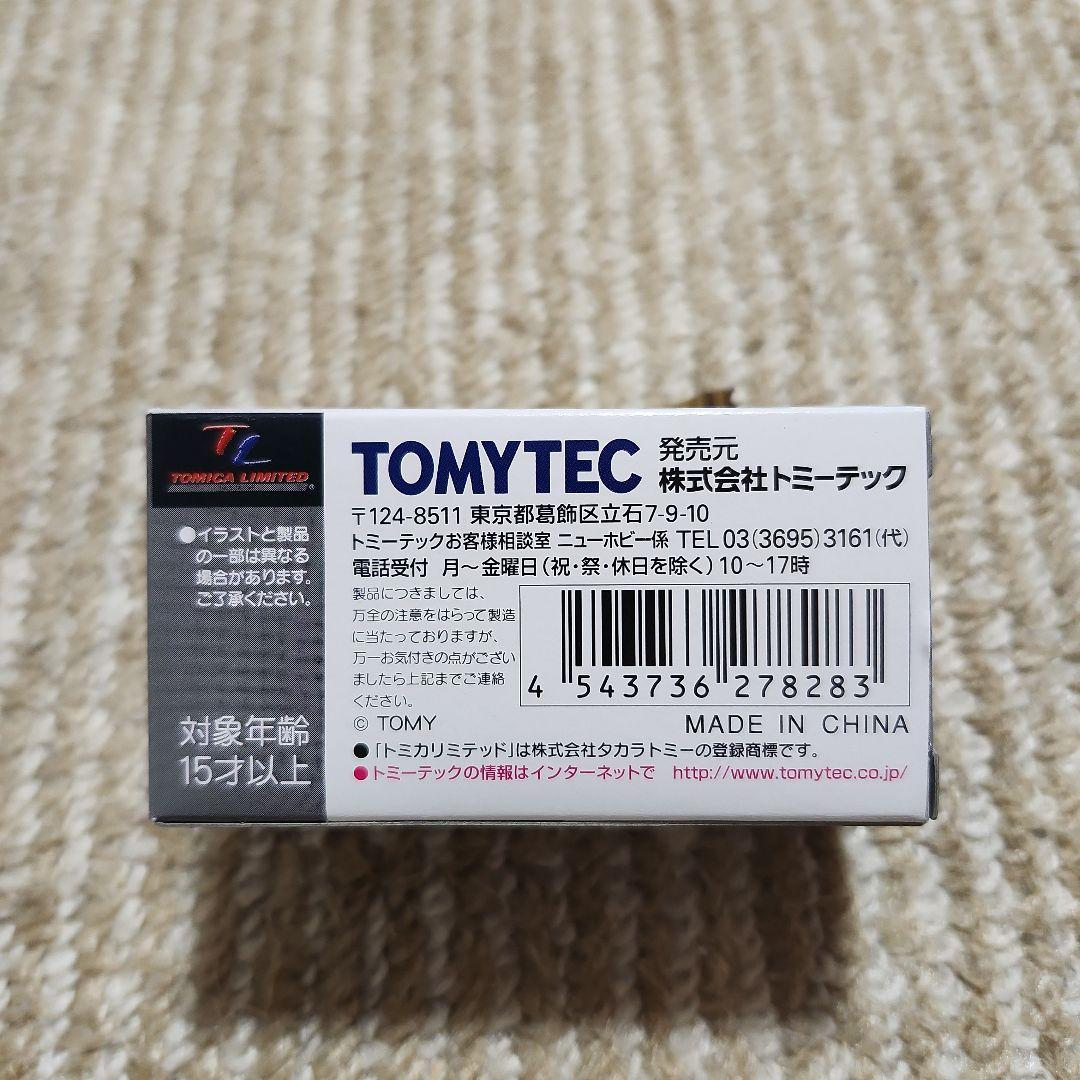 TL
TOMICA LIMITED®
●イラストと製品
の一部は異なる
場合があります。
ご了承ください。
対象年齢
15才以上
TOMYTEC 発売元
株式会社トミーテック
〒124-8511 東京都葛飾区立石7-9-10
トミーテックお客様相談室 ニューホビー係 TEL 03(3695)3161(代)
電話受付 月〜金曜日(祝・祭・休日を除く)10〜17時
製品につきましては、
万全の注意をはらって製造
に当たっておりますが、
万一お気付きの点がござい
ましたら上記までご連絡
ください。
4 543736 278283
© TOMY
MADE IN CHINA
●「トミカリミテッド」は株式会社タカラトミーの登録商標です。
●トミーテックの情報はインターネットで http://www.tomytec.co.jp/